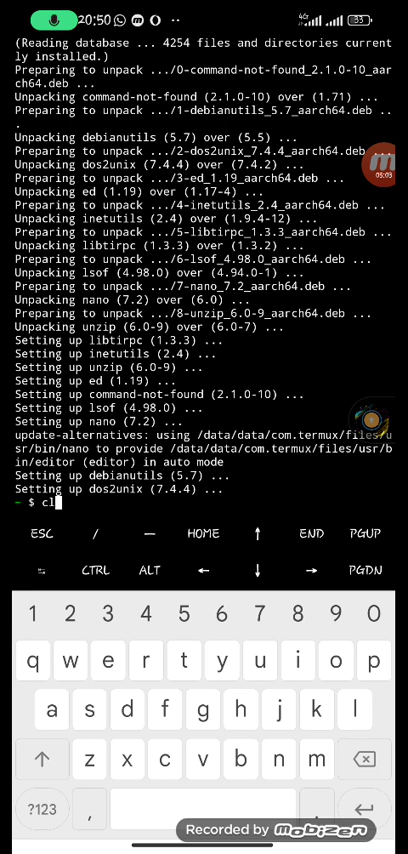 20:50
4G
33
(Reading database ... 4254 files and directories current
ly installed.)
Preparing to unpack .../0-command-not-found_2.1.0-10_aar
ch64.deb ...
Unpacking command-not-found (2.1.0-10) over (1.71) ...
Preparing to unpack .../1-debianutils_5.7_aarch64.deb ..
.
Unpacking debianutils (5.7) over (5.5) ...
Preparing to unpack .../2-dos2unix_7.4.4_aarch64.deb ...
Unpacking dos2unix (7.4.4) over (7.4.2) ...
Preparing to unpack .../3-ed_1.19_aarch64.deb ...
05:03
Unpacking ed (1.19) over (1.17-4) ...
Preparing to unpack .../4-inetutils_2.4_aarch64.deb ...
Unpacking inetutils (2.4) over (1.9.4-12) ...
Preparing to unpack .../5-libtirpc_1.3.3_aarch64.deb ...
Unpacking libtirpc (1.3.3) over (1.3.2) ...
Preparing to unpack .../6-lsof_4.98.0_aarch64.deb ...
Unpacking lsof (4.98.0) over (4.94.0-1) ...
Preparing to unpack .../7-nano_7.2_aarch64.deb ...
Unpacking nano (7.2) over (6.0) ...
Preparing to unpack .../8-unzip_6.0-9_aarch64.deb ...
Unpacking unzip (6.0-9) over (6.0-7) ...
Setting up libtirpc (1.3.3) ...
Setting up inetutils (2.4) ...
Setting up unzip (6.0-9) ...
Setting up ed (1.19) ...
Setting up command-not-found (2.1.0-10) ...
Setting up lsof (4.98.0) ...
Setting up nano (7.2) ...
update-alternatives: using /data/data/com.termux/files/u
sr/bin/nano to provide /data/data/com.termux/files/usr/b
in/editor (editor) in auto mode
Setting up debianutils (5.7) ...
Setting up dos2unix (7.4.4) ...
~ $ cl
ESC / — HOME ↑ END PGUP
↹ CTRL ALT ← ↓ → PGDN
1 2 3 4 5 6 7 8 9 0
q w e r t y u i o p
a s d f g h j k l
z x c v b n m
?123 , .
Recorded by mobizen